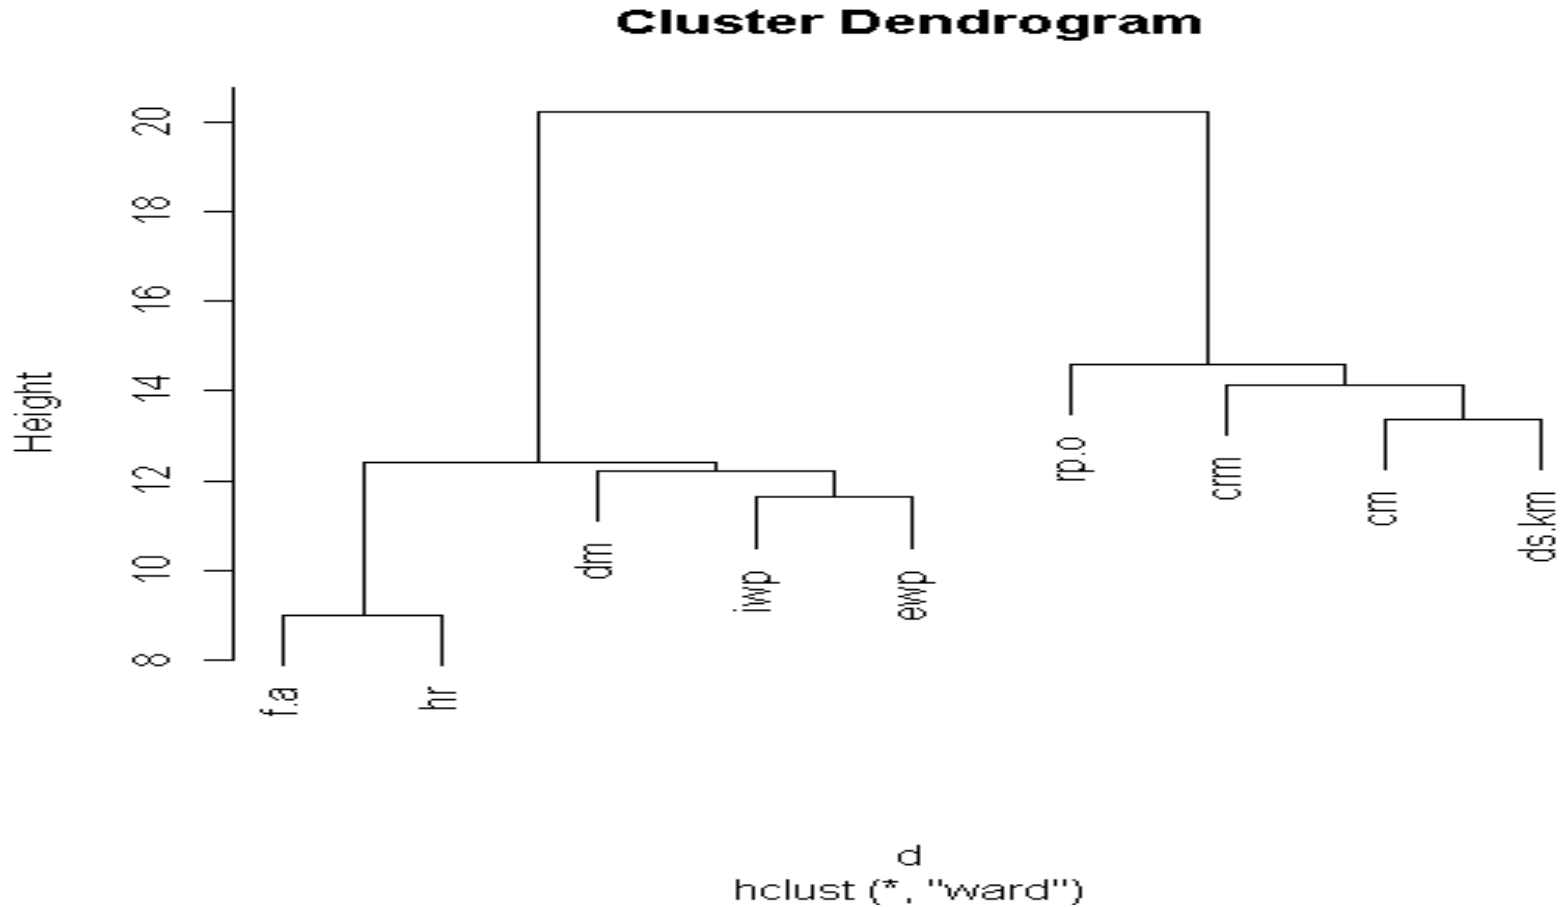 Cluster Dendrogram
Height
20
18
16
14
12
10
8
f.a
hr
dm
iwp
ewp
rp.o
crm
cm
ds.km
d
hclust (*, "ward")